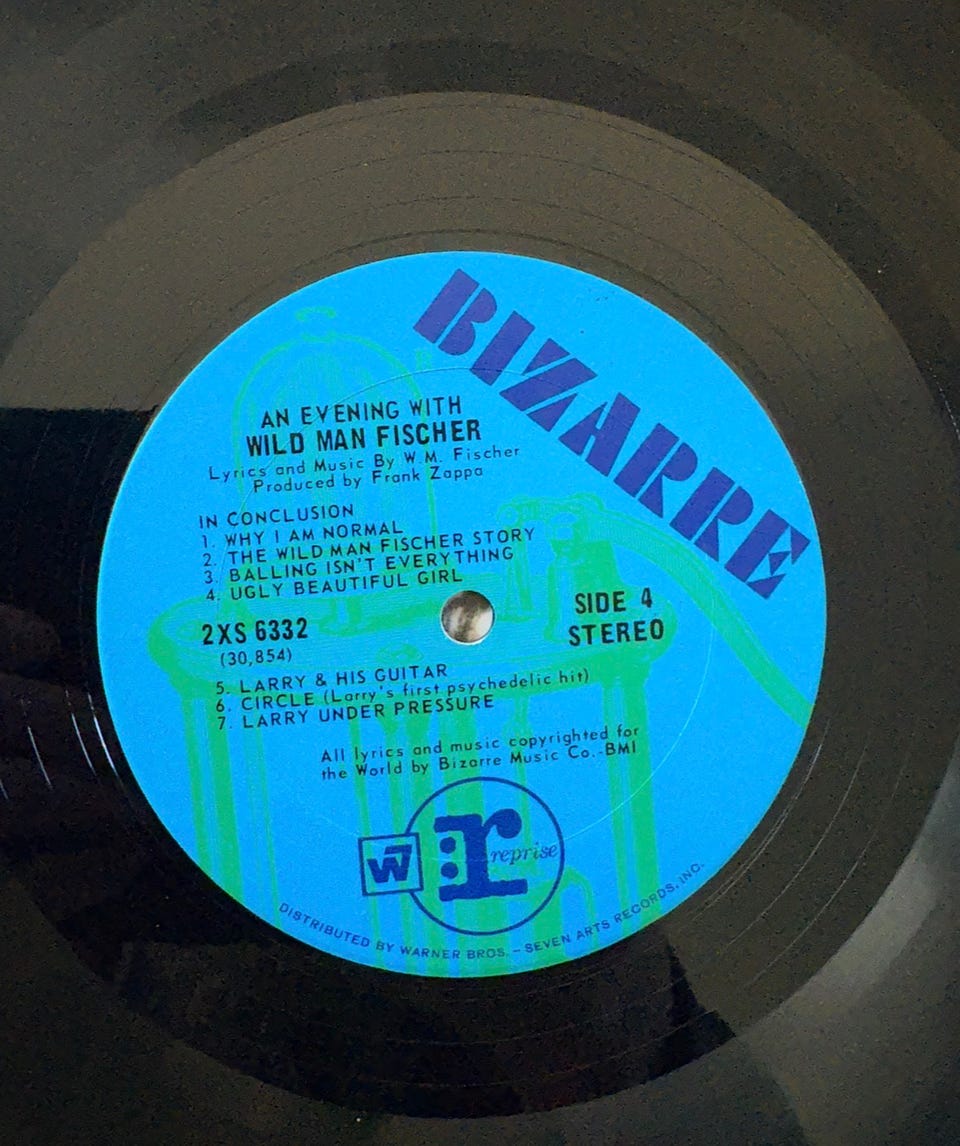 BIZARRE
AN EVENING WITH
WILD MAN FISCHER
Lyrics and Music By W.M. Fischer
Produced by Frank Zappa
IN CONCLUSION
1. WHY I AM NORMAL
2. THE WILD MAN FISCHER STORY
3. BALLING ISN'T EVERYTHING
4. UGLY BEAUTIFUL GIRL
2XS 6332
(30,854)
SIDE 4
STEREO
5. LARRY & HIS GUITAR
6. CIRCLE (Larry's first psychedelic hit)
7. LARRY UNDER PRESSURE
All lyrics and music copyrighted for
the World by Bizarre Music Co.-BMI
W7
r: reprise
DISTRIBUTED BY WARNER BROS. – SEVEN ARTS RECORDS, INC.